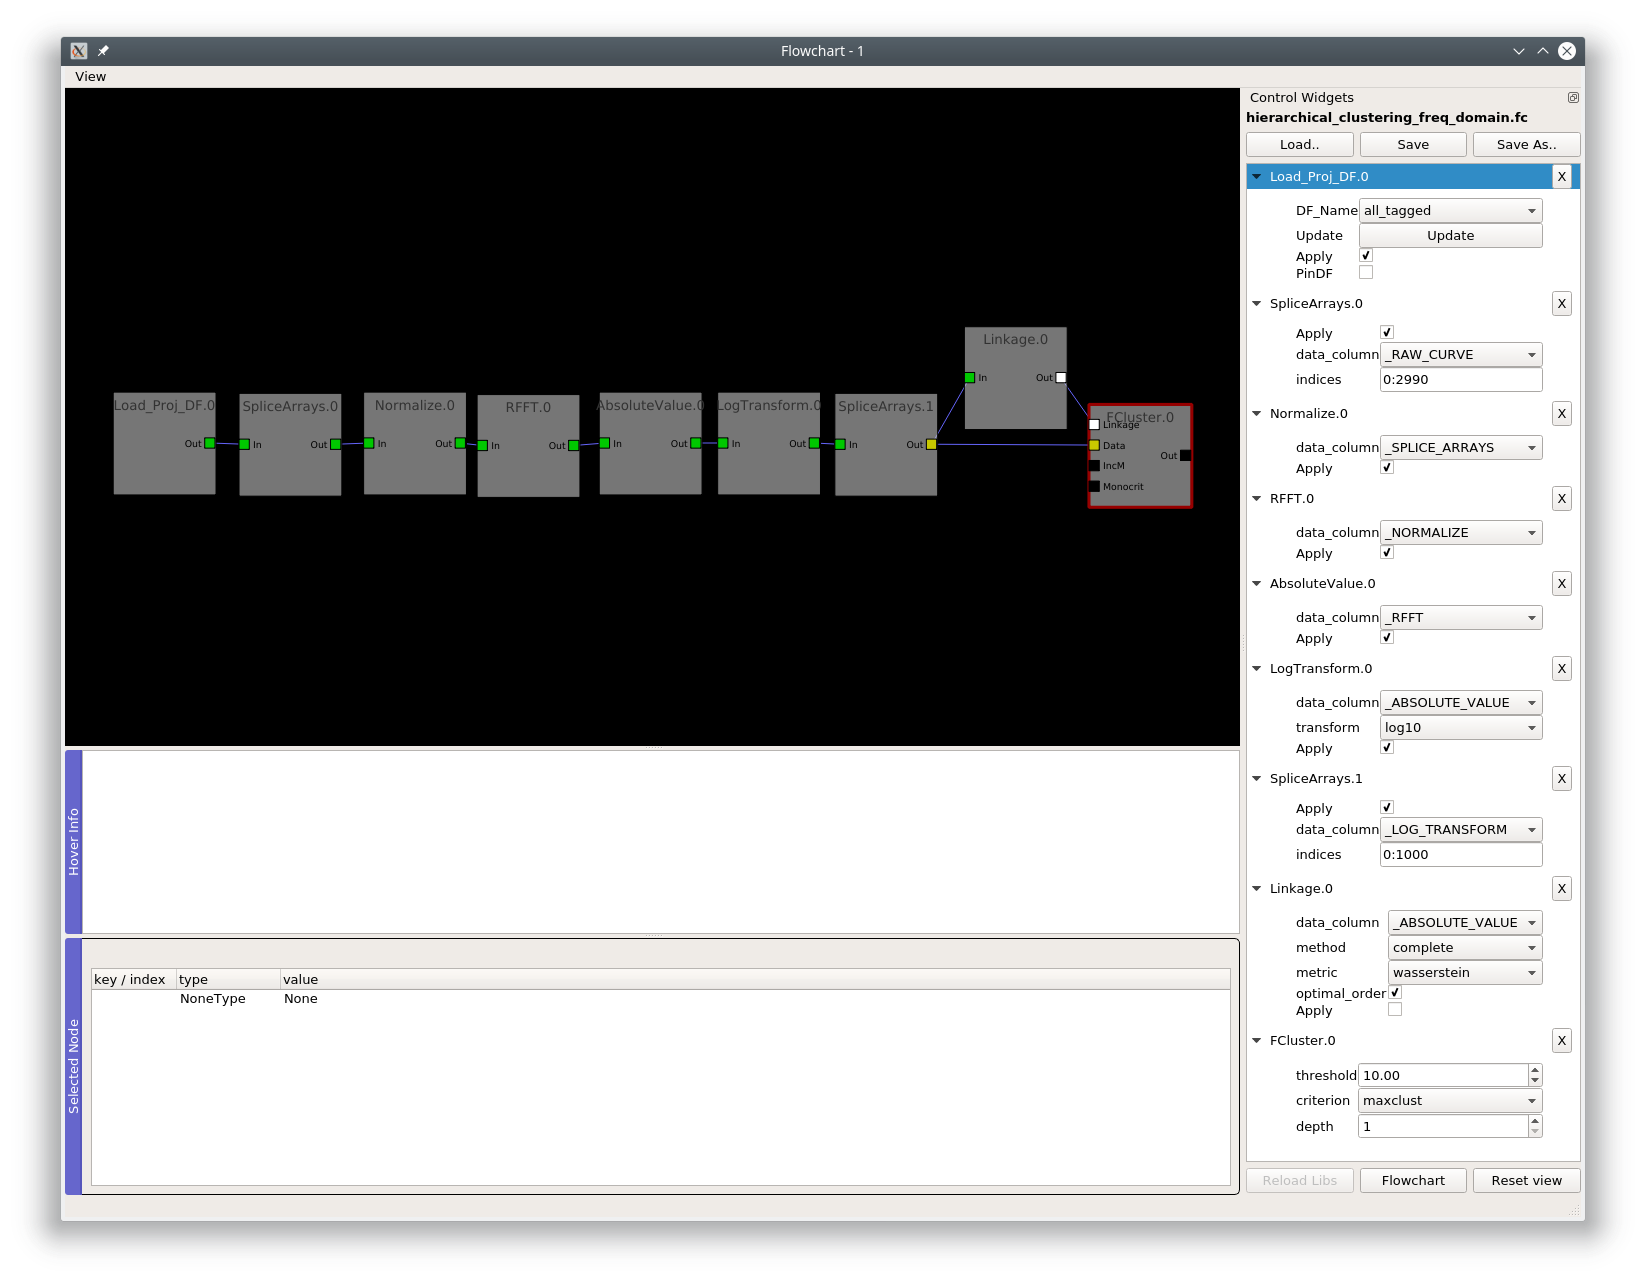 Flowchart - 1
View
Load_Proj_DF.0
Out
SpliceArrays.0
In
Out
Normalize.0
In
Out
RFFT.0
In
Out
AbsoluteValue.0
In
Out
LogTransform.0
In
Out
SpliceArrays.1
In
Out
Linkage.0
In
Out
FCluster.0
Linkage
Data
IncM
Monocrit
Out
Hover Info
Selected Node
key / index type value
NoneType None
Control Widgets
hierarchical_clustering_freq_domain.fc
Load.. Save Save As..
Load_Proj_DF.0 X
DF_Name all_tagged
Update Update
Apply
PinDF
SpliceArrays.0 X
Apply
data_column _RAW_CURVE
indices 0:2990
Normalize.0 X
data_column _SPLICE_ARRAYS
Apply
RFFT.0 X
data_column _NORMALIZE
Apply
AbsoluteValue.0 X
data_column _RFFT
Apply
LogTransform.0 X
data_column _ABSOLUTE_VALUE
transform log10
Apply
SpliceArrays.1 X
Apply
data_column _LOG_TRANSFORM
indices 0:1000
Linkage.0 X
data_column _ABSOLUTE_VALUE
method complete
metric wasserstein
optimal_order
Apply
FCluster.0 X
threshold 10.00
criterion maxclust
depth 1
Reload Libs Flowchart Reset view